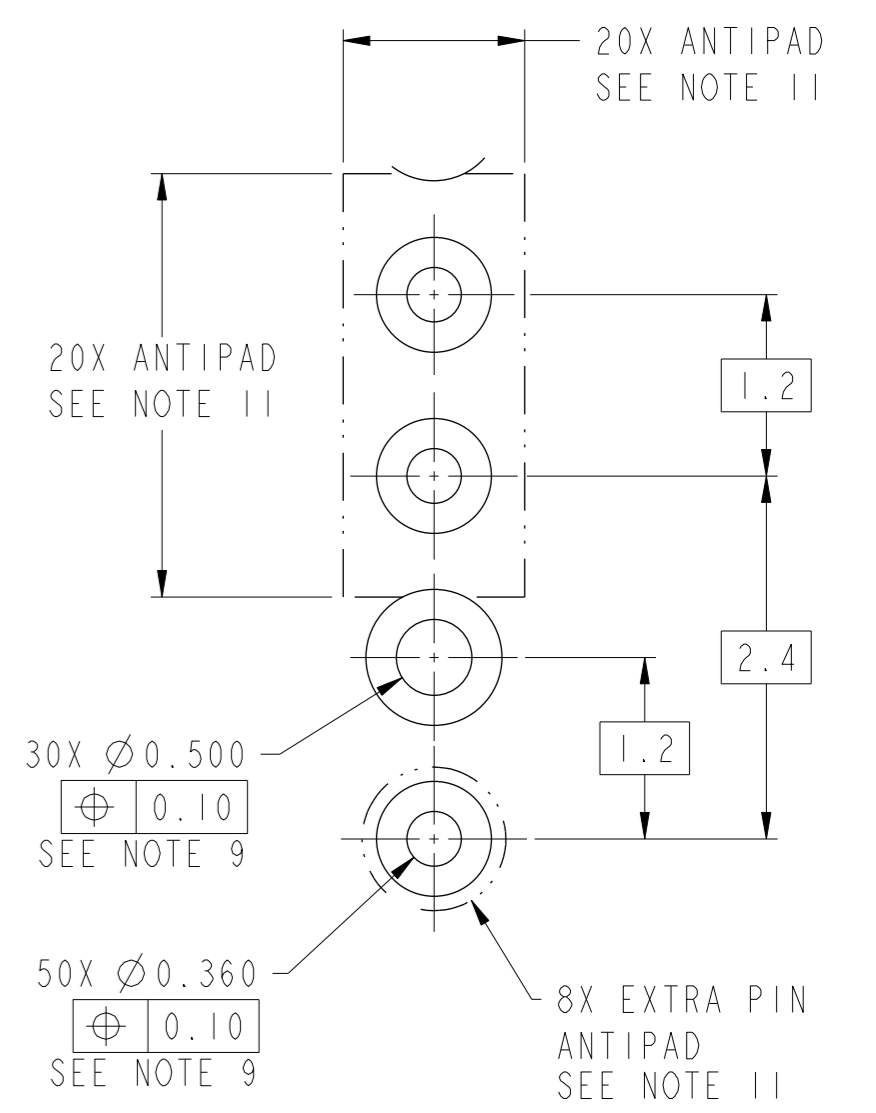 20X ANTIPAD
SEE NOTE 11
20X ANTIPAD
SEE NOTE 11
1.2
2.4
1.2
30X ∅0.500
⌖ 0.10
SEE NOTE 9
50X ∅0.360
⌖ 0.10
SEE NOTE 9
8X EXTRA PIN
ANTIPAD
SEE NOTE 11